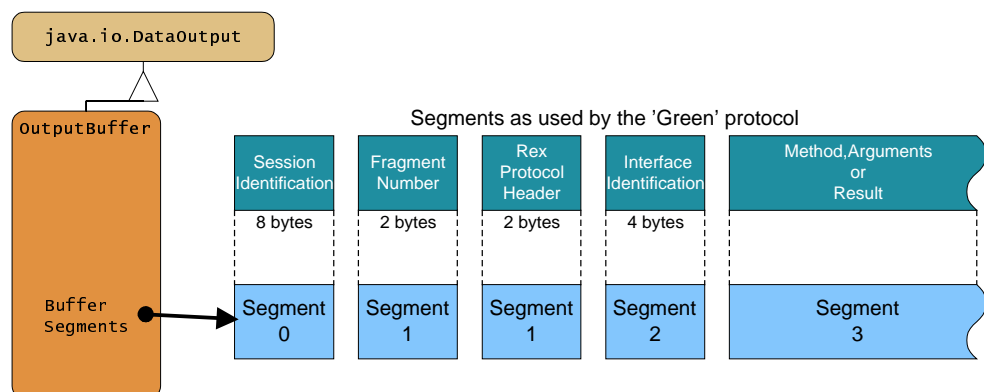 java.io.DataOutput
OutputBuffer
Segments as used by the 'Green' protocol
Session
Identification
Fragment
Number
Rex
Protocol
Header
Interface
Identification
Method,Arguments
or
Result
8 bytes
2 bytes
2 bytes
4 bytes
Buffer
Segments
Segment
0
Segment
1
Segment
1
Segment
2
Segment
3